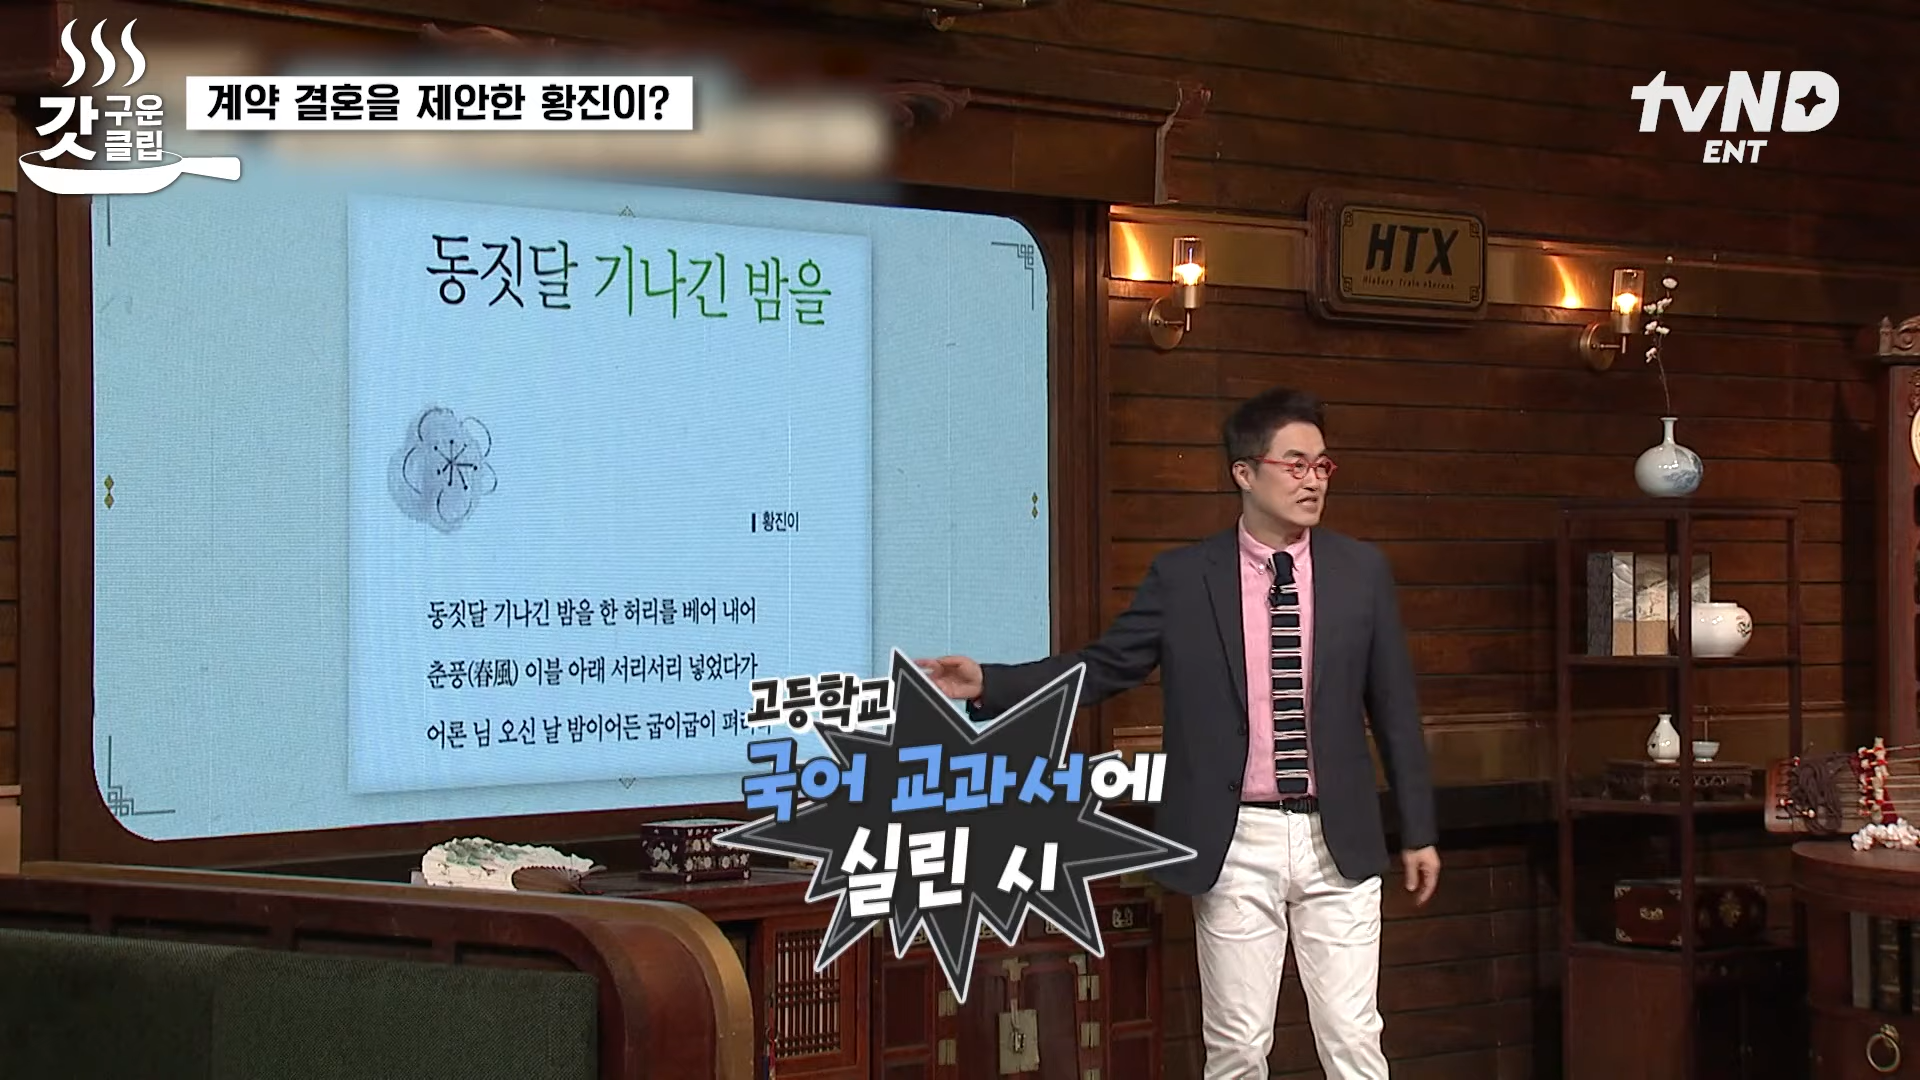 갓구운클립
계약 결혼을 제안한 황진이?
tvND
ENT
HTX
동짓달 기나긴 밤을
황진이
동짓달 기나긴 밤을 한 허리를 베어 내어
춘풍(春風) 이블 아래 서리서리 넣었다가
어론 님 오신 날 밤이어든 굽이굽이
고등학교
국어 교과서에
실린 시